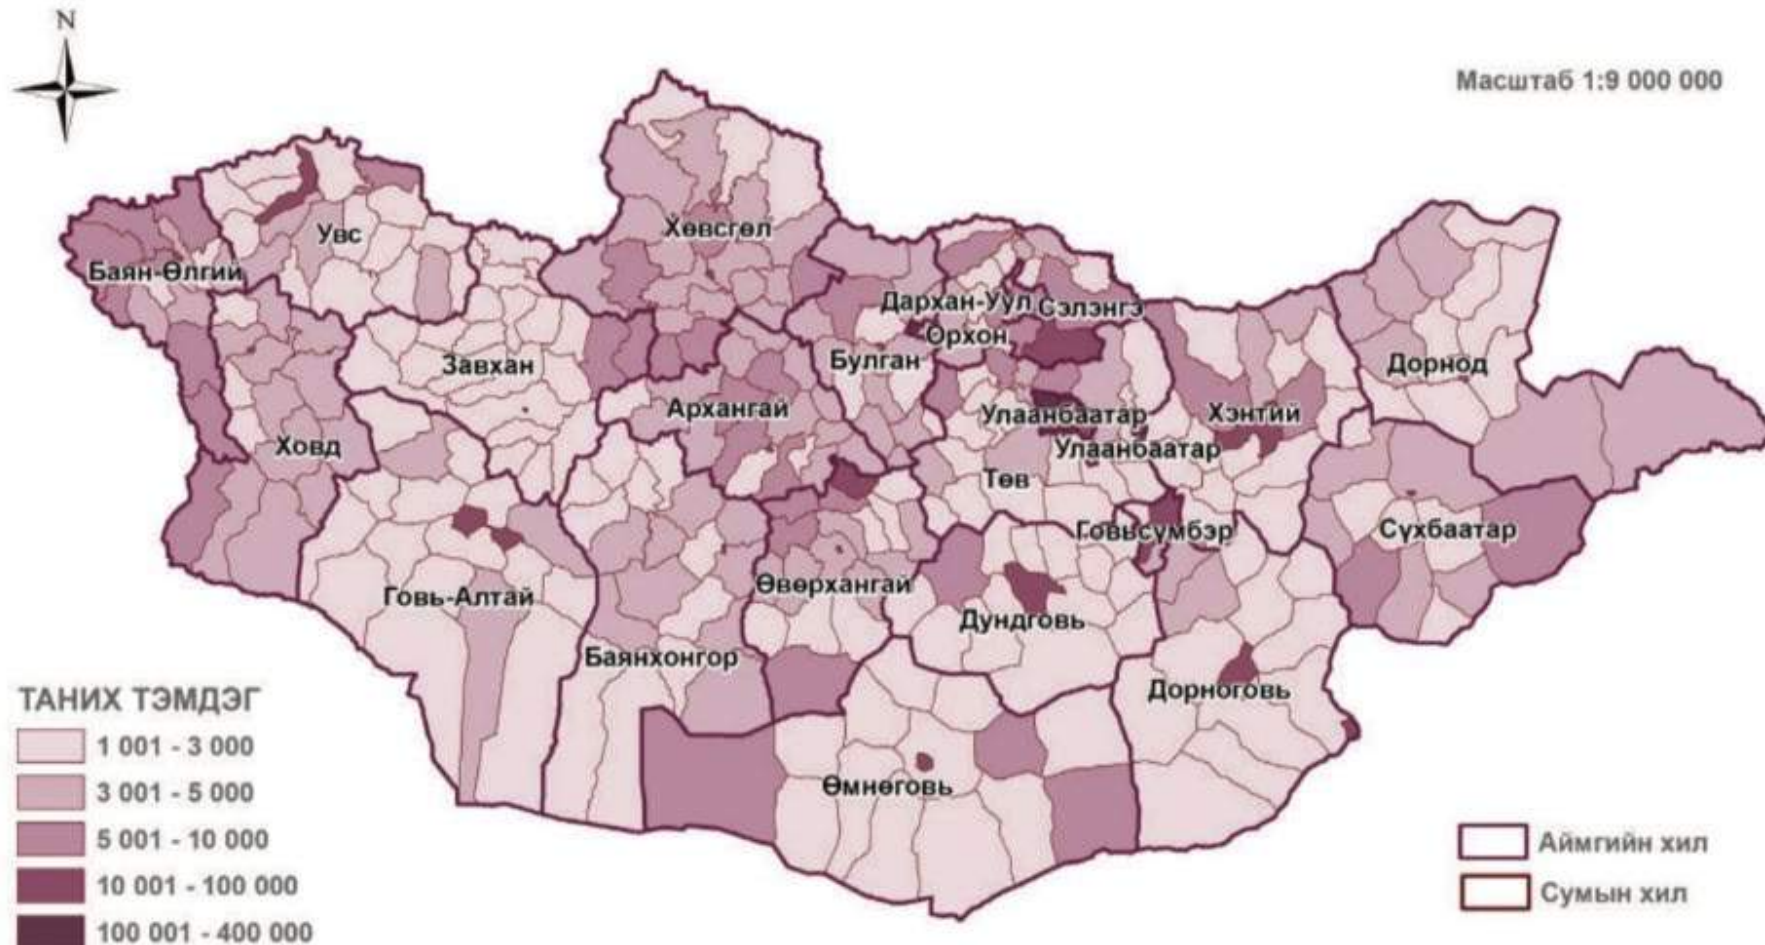 N
Масштаб 1:9 000 000
Увс
Хөвсгөл
Баян-Өлгий
Дархан-Уул
Сэлэнгэ
Орхон
Завхан
Булган
Дорнод
Архангай
Улаанбаатар
Хэнтий
Ховд
Улаанбаатар
Төв
Говьсүмбэр
Сүхбаатар
Говь-Алтай
Өвөрхангай
Дундговь
Баянхонгор
Дорноговь
Өмнөговь
ТАНИХ ТЭМДЭГ
1 001 - 3 000
3 001 - 5 000
5 001 - 10 000
10 001 - 100 000
100 001 - 400 000
Аймгийн хил
Сумын хил